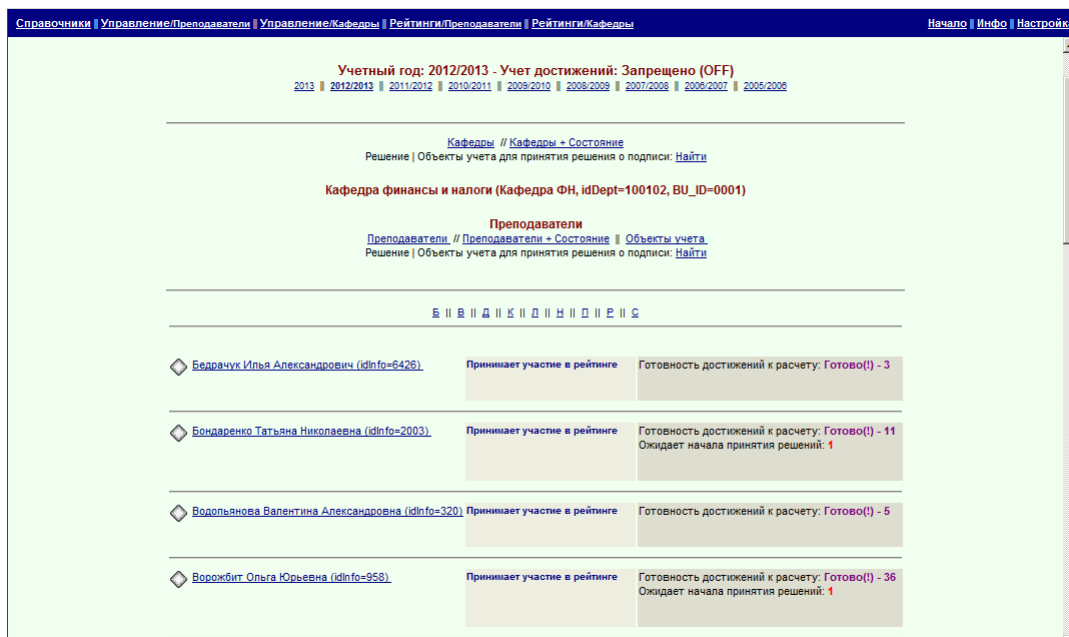 Справочники || Управление/Преподаватели || Управление/Кафедры || Рейтинги/Преподаватели || Рейтинги/Кафедры Начало || Инфо || Настройк
Учетный год: 2012/2013 - Учет достижений: Запрещено (OFF)
2013 || 2012/2013 || 2011/2012 || 2010/2011 || 2009/2010 || 2008/2009 || 2007/2008 || 2006/2007 || 2005/2006
Кафедры // Кафедры + Состояние
Решение | Объекты учета для принятия решения о подписи: Найти
Кафедра финансы и налоги (Кафедра ФН, idDept=100102, BU_ID=0001)
Преподаватели
Преподаватели // Преподаватели + Состояние || Объекты учета
Решение | Объекты учета для принятия решения о подписи: Найти
Б || В || Д || К || Л || Н || П || Р || С
Бедрачук Илья Александрович (idInfo=6426) Принимает участие в рейтинге Готовность достижений к расчету: Готово(!) - 3
Бондаренко Татьяна Николаевна (idInfo=2003) Принимает участие в рейтинге Готовность достижений к расчету: Готово(!) - 11
Ожидает начала принятия решений: 1
Водопьянова Валентина Александровна (idInfo=320) Принимает участие в рейтинге Готовность достижений к расчету: Готово(!) - 5
Ворожбит Ольга Юрьевна (idInfo=958) Принимает участие в рейтинге Готовность достижений к расчету: Готово(!) - 36
Ожидает начала принятия решений: 1